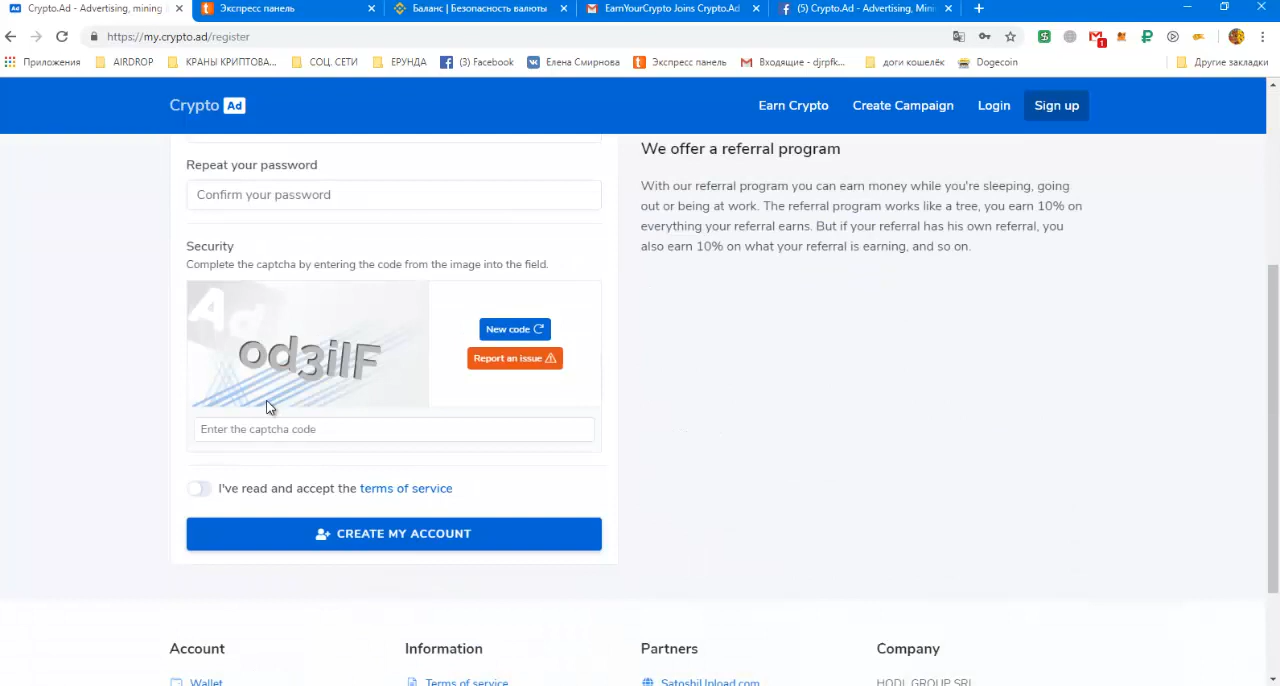 Crypto.Ad - Advertising, mining
Экспресс панель
Баланс | Безопасность валюты
EarnYourCrypto Joins Crypto.Ad
(5) Crypto.Ad - Advertising, Mini
https://my.crypto.ad/register
Приложения
AIRDROP
КРАНЫ КРИПТОВА...
СОЦ. СЕТИ
ЕРУНДА
(3) Facebook
Елена Смирнова
Экспресс панель
Входящие - djrpfk...
доги кошелёк
Dogecoin
Другие закладки
Crypto Ad
Earn Crypto
Create Campaign
Login
Sign up
Repeat your password
Confirm your password
Security
Complete the captcha by entering the code from the image into the field.
Ad
od3ilF
New code
Report an issue
Enter the captcha code
I've read and accept the terms of service
CREATE MY ACCOUNT
We offer a referral program
With our referral program you can earn money while you're sleeping, going
out or being at work. The referral program works like a tree, you earn 10% on
everything your referral earns. But if your referral has his own referral, you
also earn 10% on what your referral is earning, and so on.
Account
Wallet
Information
Terms of service
Partners
SatoshiUpload.com
Company
HODL GROUP SRL